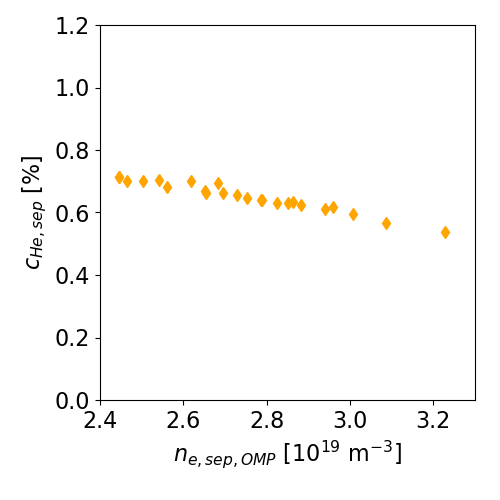 1.2
1.0
0.8
0.6
0.4
0.2
0.0
c_{He, sep} [%]
2.4 2.6 2.8 3.0 3.2
n_{e, sep, OMP} [10^{19} m^{-3}]